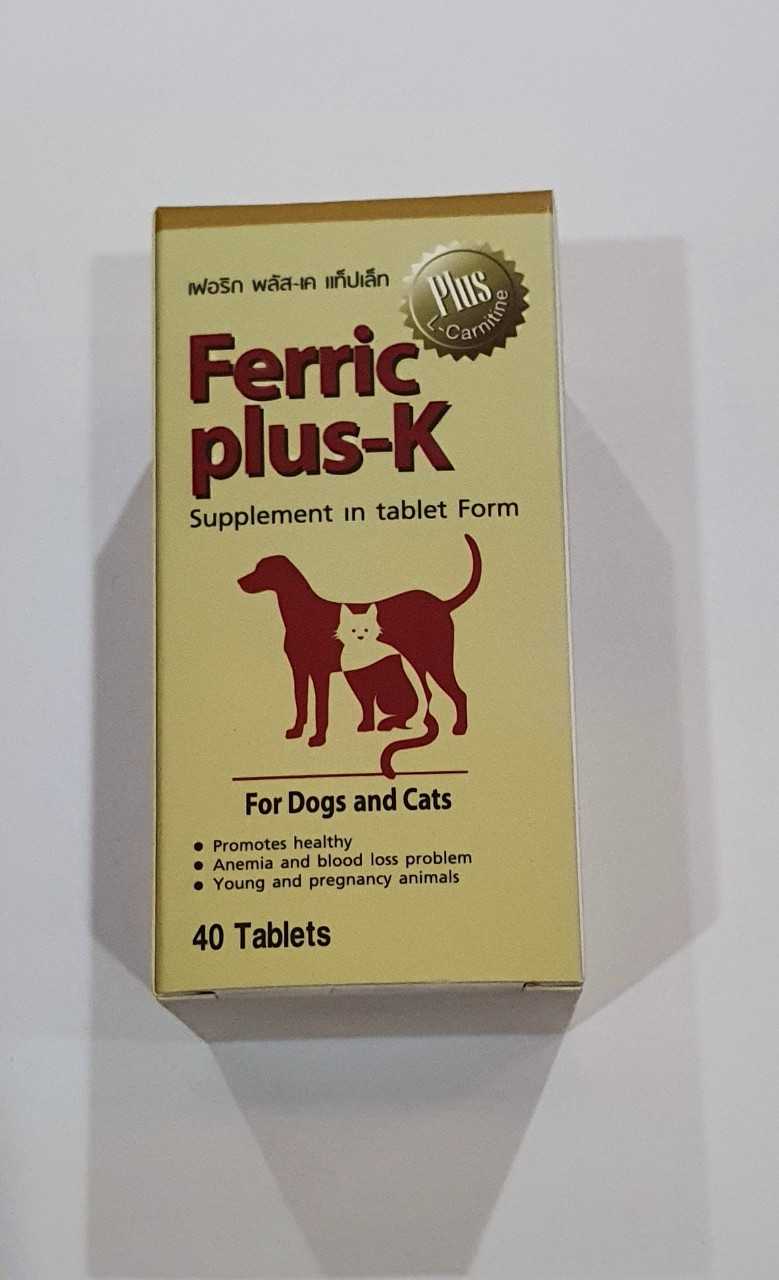 เฟอริก พลัส-เค แท็ปเล็ท
Plus
L-Carnitine
Ferric
plus-K
Supplement in tablet Form
For Dogs and Cats
● Promotes healthy
● Anemia and blood loss problem
● Young and pregnancy animals
40 Tablets